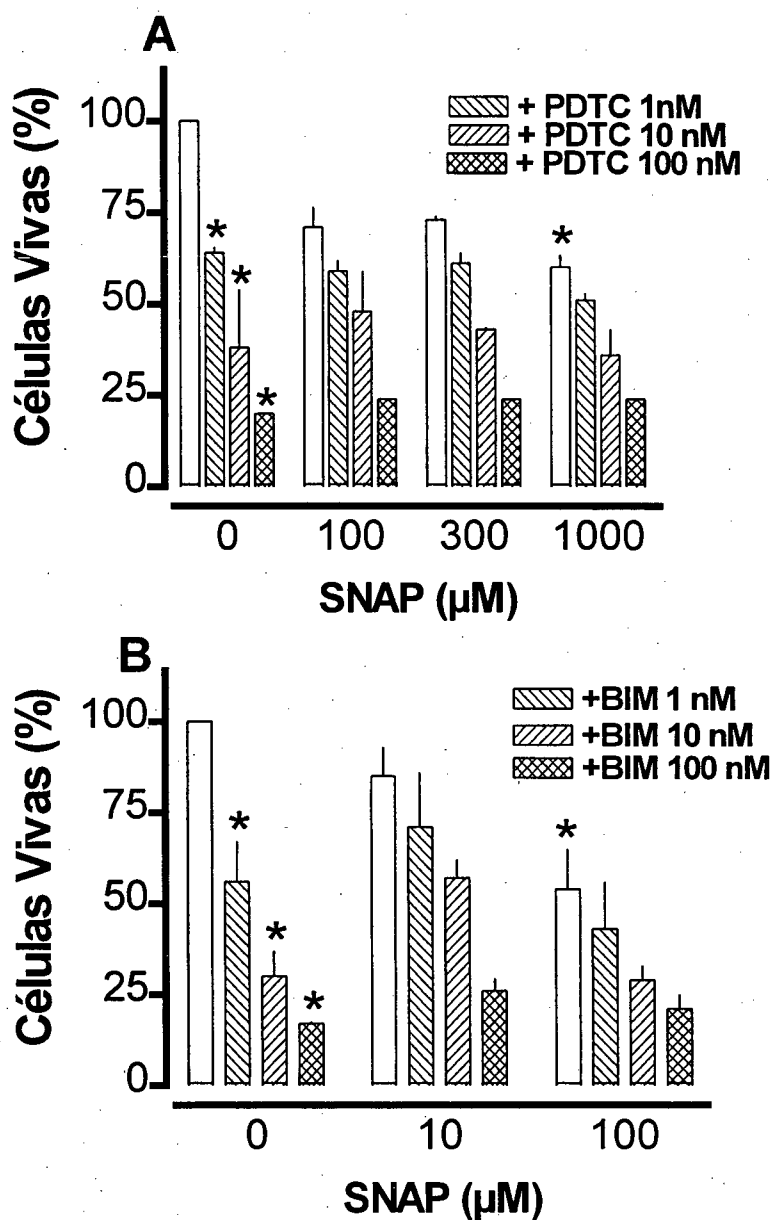 A
+ PDTC 1nM
+ PDTC 10 nM
+ PDTC 100 nM
Células Vivas (%)
100
75
50
25
0
* * * *
0 100 300 1000
SNAP (µM)
B
+BIM 1 nM
+BIM 10 nM
+BIM 100 nM
Células Vivas (%)
100
75
50
25
0
* * * *
0 10 100
SNAP (µM)